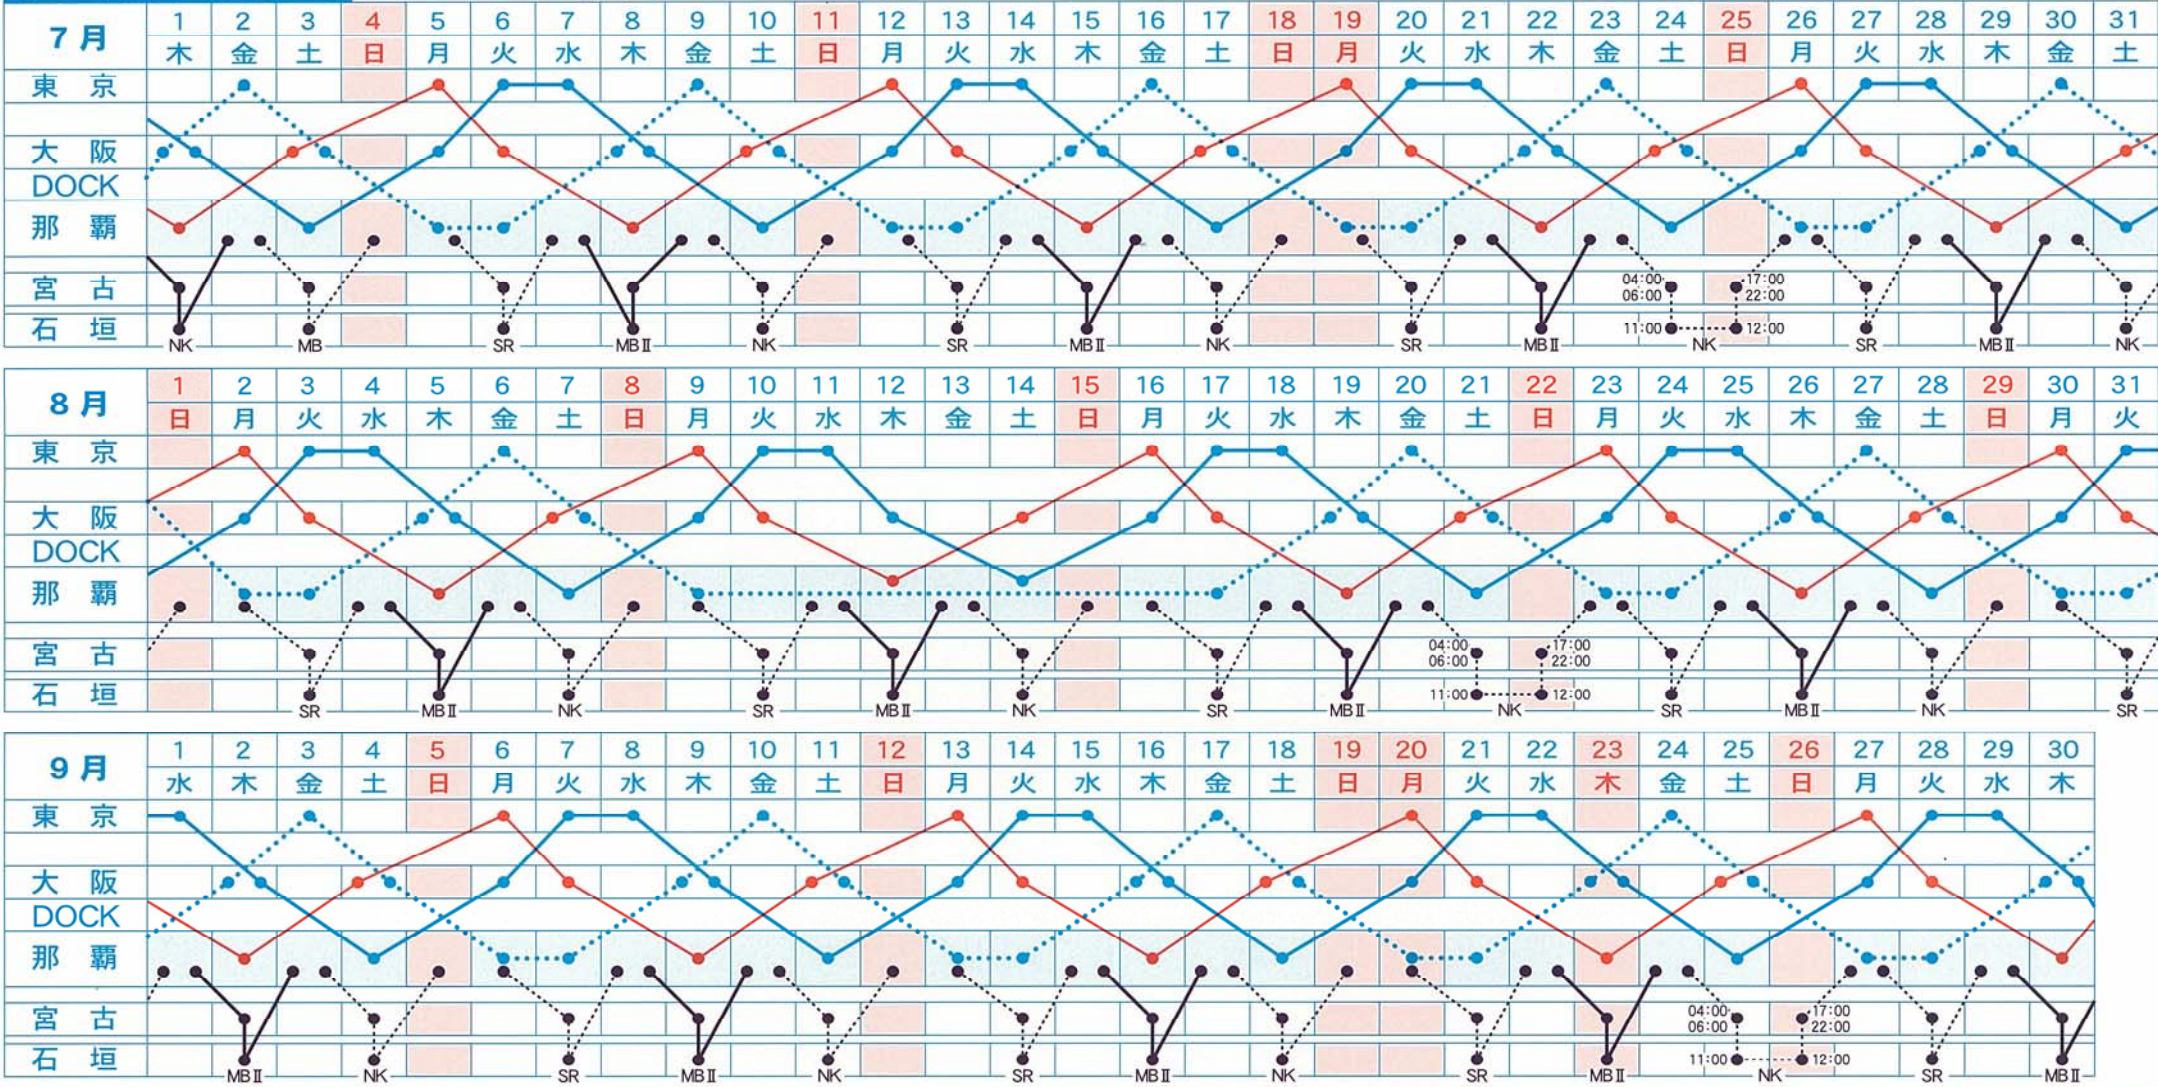 7月 1 2 3 4 5 6 7 8 9 10 11 12 13 14 15 16 17 18 19 20 21 22 23 24 25 26 27 28 29 30 31
木 金 土 日 月 火 水 木 金 土 日 月 火 水 木 金 土 日 月 火 水 木 金 土 日 月 火 水 木 金 土
東京
大阪
DOCK
那覇
宮古 04:00 17:00
06:00 22:00
石垣 11:00 12:00
NK MB SR MBⅡ NK SR MBⅡ NK SR MBⅡ NK SR MBⅡ NK
8月 1 2 3 4 5 6 7 8 9 10 11 12 13 14 15 16 17 18 19 20 21 22 23 24 25 26 27 28 29 30 31
日 月 火 水 木 金 土 日 月 火 水 木 金 土 日 月 火 水 木 金 土 日 月 火 水 木 金 土 日 月 火
東京
大阪
DOCK
那覇
宮古 04:00 17:00
06:00 22:00
石垣 11:00 12:00
SR MBⅡ NK SR MBⅡ NK SR MBⅡ NK SR MBⅡ NK SR
9月 1 2 3 4 5 6 7 8 9 10 11 12 13 14 15 16 17 18 19 20 21 22 23 24 25 26 27 28 29 30
水 木 金 土 日 月 火 水 木 金 土 日 月 火 水 木 金 土 日 月 火 水 木 金 土 日 月 火 水 木
東京
大阪
DOCK
那覇
宮古 04:00 17:00
06:00 22:00
石垣 11:00 12:00
MBⅡ NK SR MBⅡ NK SR MBⅡ NK SR MBⅡ NK SR MBⅡ